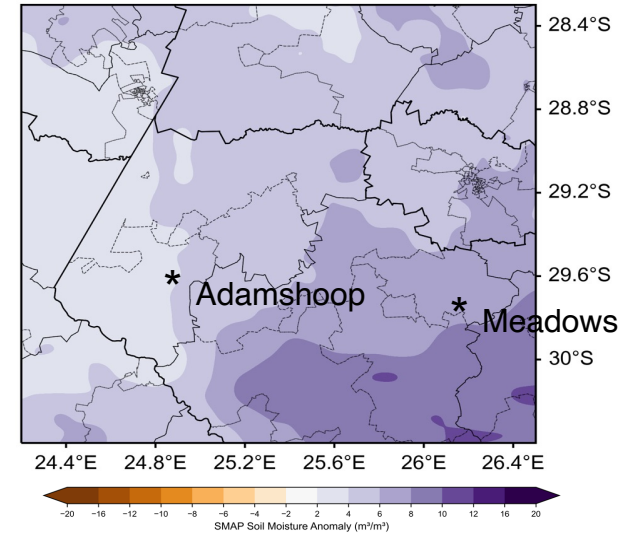 28.4°S
28.8°S
29.2°S
29.6°S
30°S
* Adamshoop
* Meadows
24.4°E 24.8°E 25.2°E 25.6°E 26°E 26.4°E
−20 −16 −12 −10 −8 −6 −4 −2 2 3 4 6 8 10 12 16 20
SMAP Soil Moisture Anomaly (m³/m³)